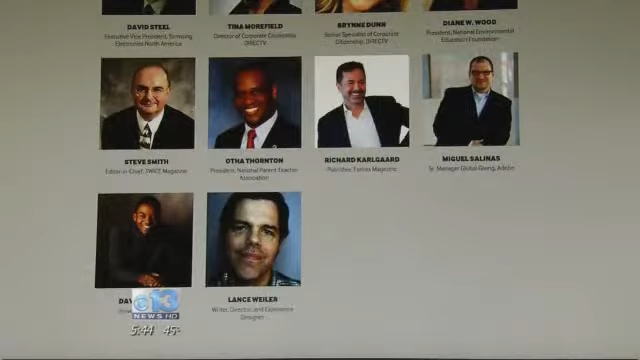 DAVID STEEL
TINA MOREFIELD
BRYNNE DUNN
DIANE W. WOOD
Executive Vice President, Samsung
Electronics North America
Director of Corporate Citizenship
DIRECTV
Senior Specialist of Corporate
Citizenship, DIRECTV
President, National Environmental
Education Foundation
STEVE SMITH
OTHA THORNTON
RICHARD KARLGAARD
MIGUEL SALINAS
Editor-in-Chief, TWICE Magazine
President, National Parent Teacher
Association
Publisher, Forbes Magazine
Sr. Manager Global Giving, Adobe
DAV
LANCE WEILER
Writer, Director, and Experience
Designer
13
NEWS HD
5:44 45°